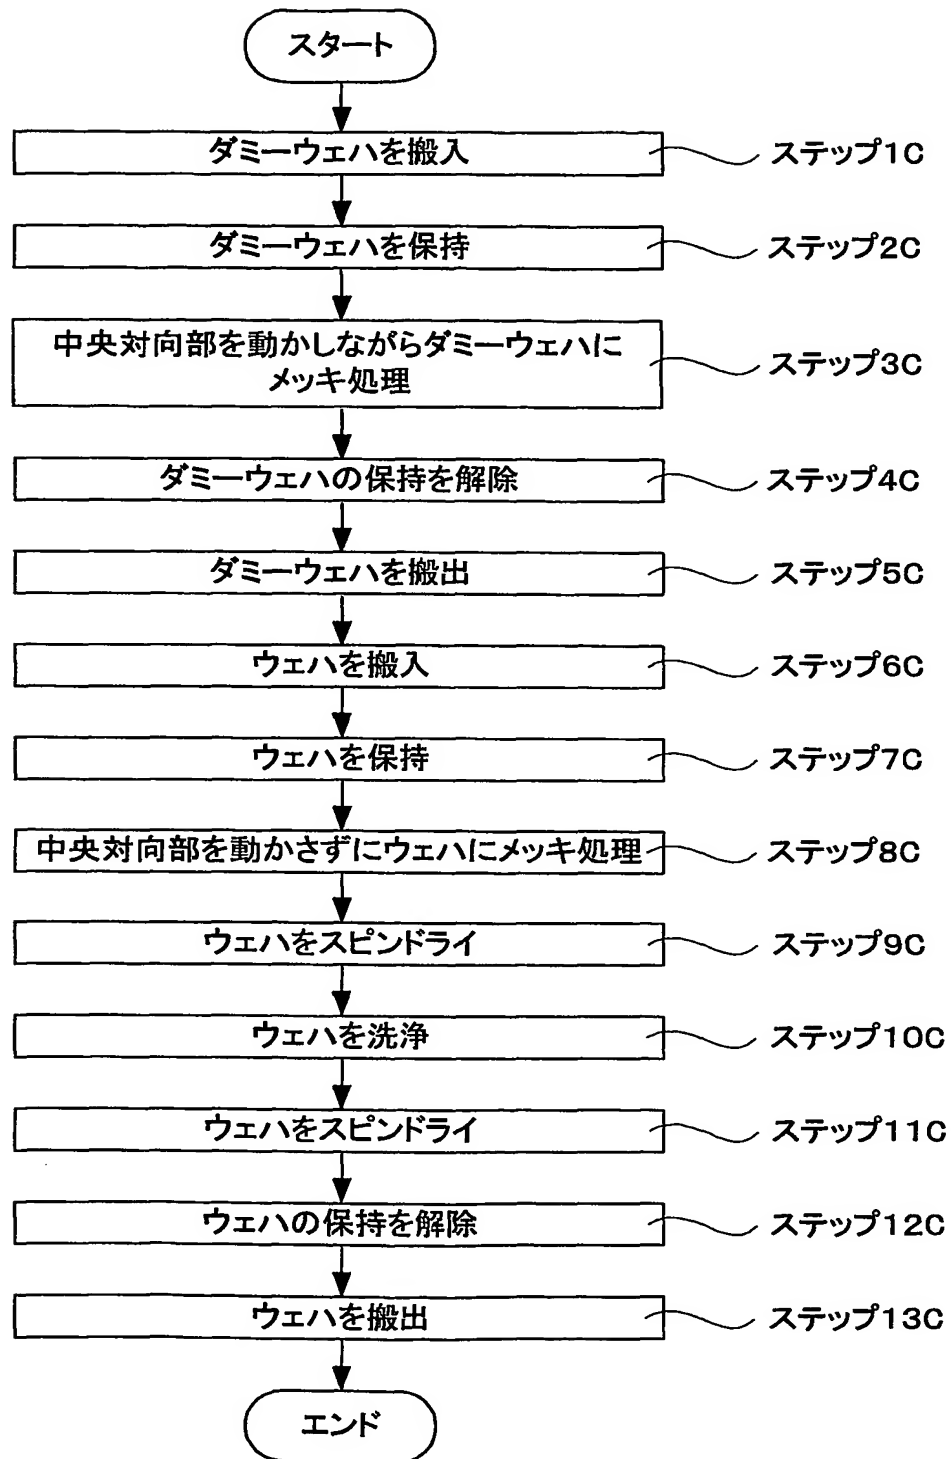 スタート
ダミーウェハを搬入
ステップ1C
ダミーウェハを保持
ステップ2C
中央対向部を動かしながらダミーウェハに
メッキ処理
ステップ3C
ダミーウェハの保持を解除
ステップ4C
ダミーウェハを搬出
ステップ5C
ウェハを搬入
ステップ6C
ウェハを保持
ステップ7C
中央対向部を動かさずにウェハにメッキ処理
ステップ8C
ウェハをスピンドライ
ステップ9C
ウェハを洗浄
ステップ10C
ウェハをスピンドライ
ステップ11C
ウェハの保持を解除
ステップ12C
ウェハを搬出
ステップ13C
エンド